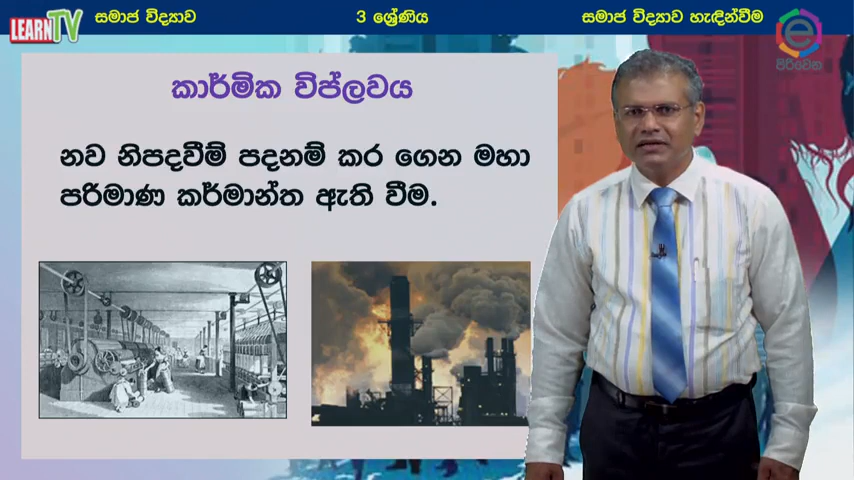 LEARN TV
සමාජ විද්‍යාව
3 ශ්‍රේණිය
සමාජ විද්‍යාව හැඳින්වීම
e
පිරිවෙන
කාර්මික විප්ලවය
නව නිපදවීම් පදනම් කර ගෙන මහා
පරිමාණ කර්මාන්ත ඇති වීම.